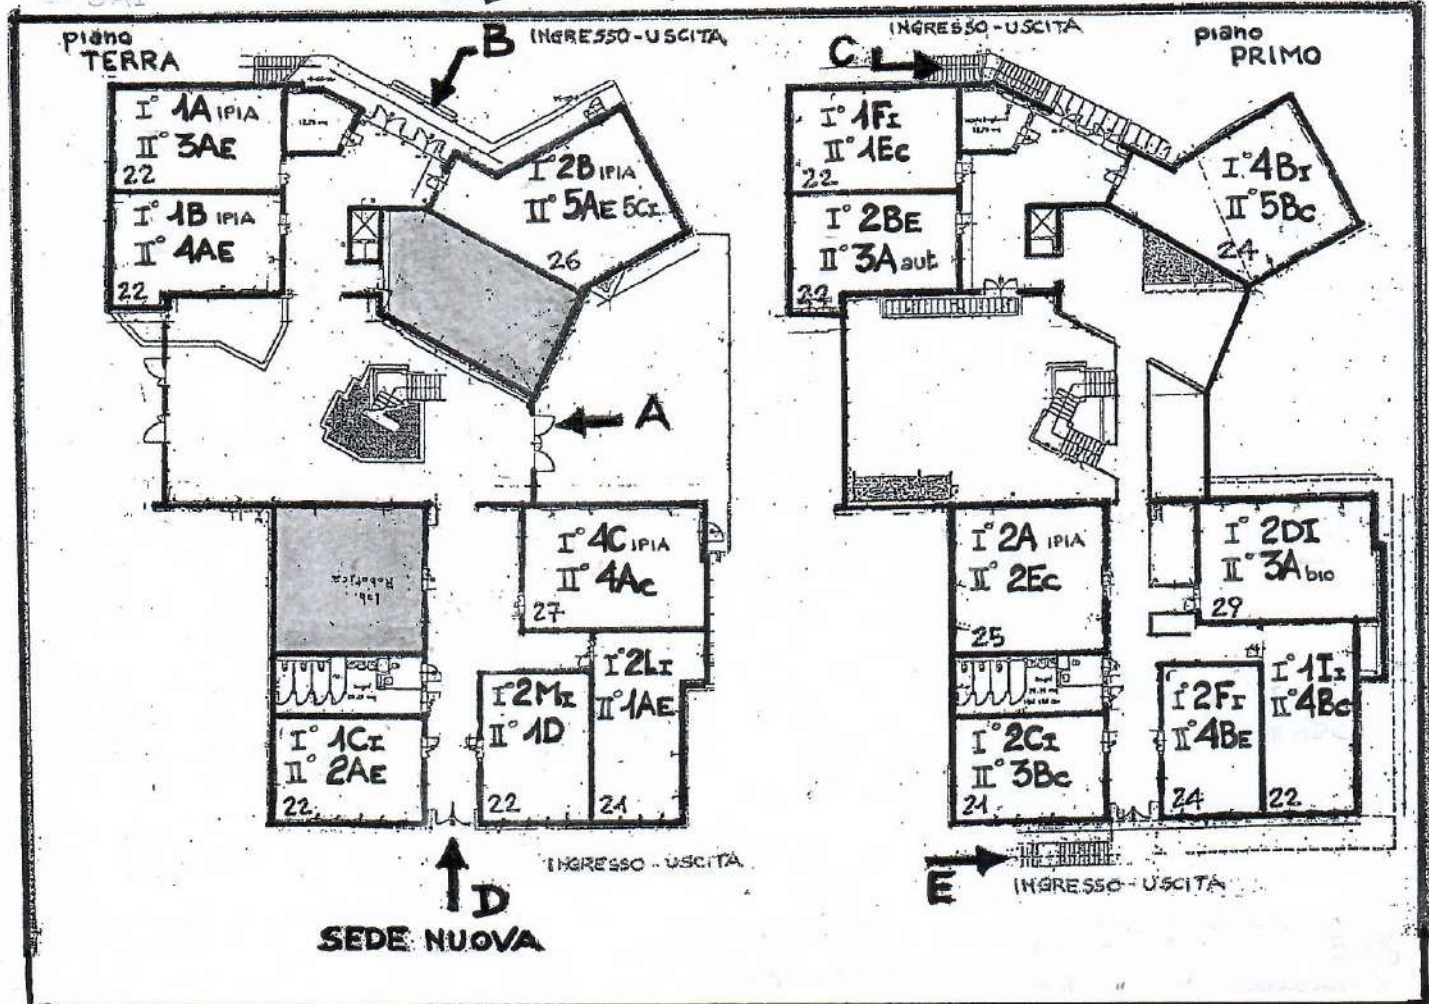 piano
TERRA
B
INGRESSO-USCITA
I° 1A IPIA
II° 3AE
22
I° 1B IPIA
II° 4AE
22
I° 2B IPIA
II° 5AE 5CI
26
A
Lab.
Robotica
I° 4C IPIA
II° 4Ac
27
I° 2LI
II° 1AE
21
I° 2MI
II° 1D
22
I° 1CI
II° 2AE
22
D
INGRESSO-USCITA
SEDE NUOVA
INGRESSO-USCITA
C
piano
PRIMO
I° 1FI
II° 1Ec
22
I° 2BE
II° 3A aut
22
I° 4BI
II° 5Bc
24
I° 2A IPIA
II° 2Ec
25
I° 2DI
II° 3A bio
29
I° 1II
II° 4Bc
22
I° 2FI
II° 4BE
24
I° 2CI
II° 3Bc
21
E
INGRESSO-USCITA